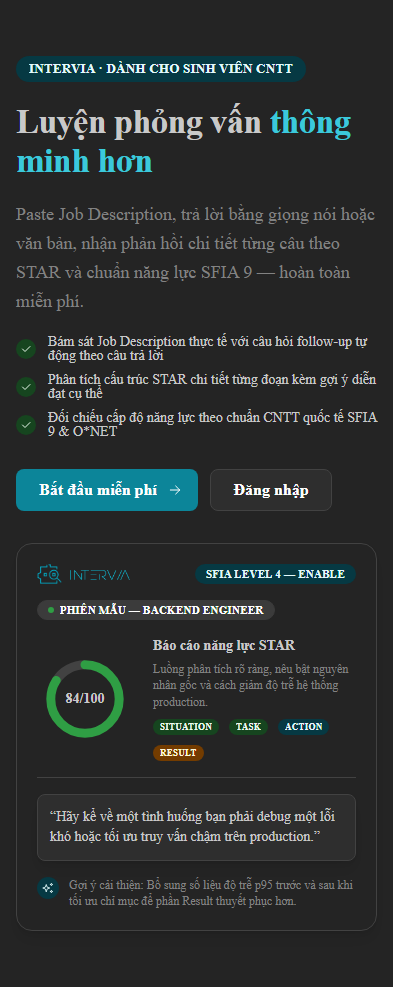 INTERVIA · DÀNH CHO SINH VIÊN CNTT
Luyện phỏng vấn thông
minh hơn
Paste Job Description, trả lời bằng giọng nói hoặc
văn bản, nhận phản hồi chi tiết từng câu theo
STAR và chuẩn năng lực SFIA 9 — hoàn toàn
miễn phí.
Bám sát Job Description thực tế với câu hỏi follow-up tự
động theo câu trả lời
Phân tích cấu trúc STAR chi tiết từng đoạn kèm gợi ý diễn
đạt cụ thể
Đối chiếu cấp độ năng lực theo chuẩn CNTT quốc tế SFIA
9 & O*NET
Bắt đầu miễn phí →
Đăng nhập
INTERVIA
SFIA LEVEL 4 — ENABLE
PHIÊN MẪU — BACKEND ENGINEER
84/100
Báo cáo năng lực STAR
Luồng phân tích rõ ràng, nêu bật nguyên
nhân gốc và cách giảm độ trễ hệ thống
production.
SITUATION TASK ACTION
RESULT
“Hãy kể về một tình huống bạn phải debug một lỗi
khó hoặc tối ưu truy vấn chậm trên production.”
Gợi ý cải thiện: Bổ sung số liệu độ trễ p95 trước và sau khi
tối ưu chỉ mục để phần Result thuyết phục hơn.